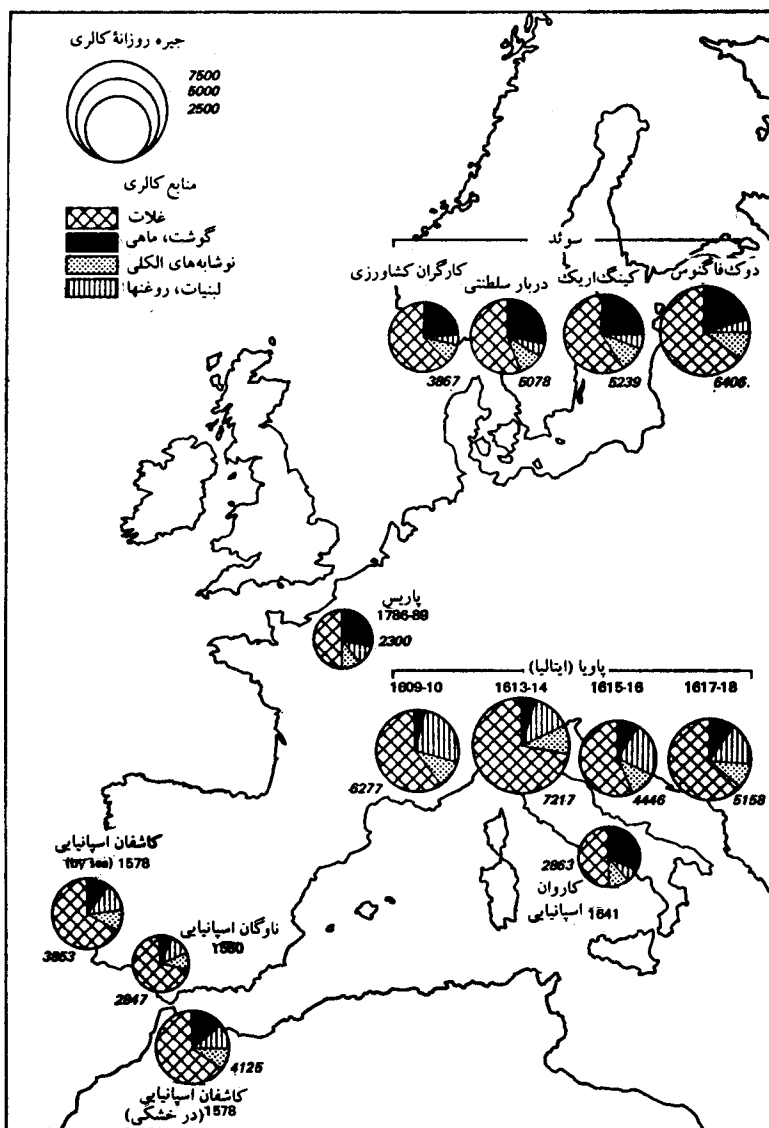 جیره روزانهٔ کالری
7500
5000
2500
منابع کالری
غلات
گوشت، ماهی
نوشابه‌های الکلی
لبنیات، روغنها
سوئد
کارگران کشاورزی
دربار سلطنتی
کینگ‌اریک
دوک‌فاگنوس
3867
5078
5239
6406.
پاریس
1786-89
2300
پاویا (ایتالیا)
1609-10 1613-14 1615-16 1617-18
6277
7217
4446
5158
کاشفان اسپانیایی
(by sea) 1578
3853
ناوگان اسپانیایی
1560
2847
2863
کاروان
اسپانیایی 1641
4125
کاشفان اسپانیایی
1578 (در خشکی)